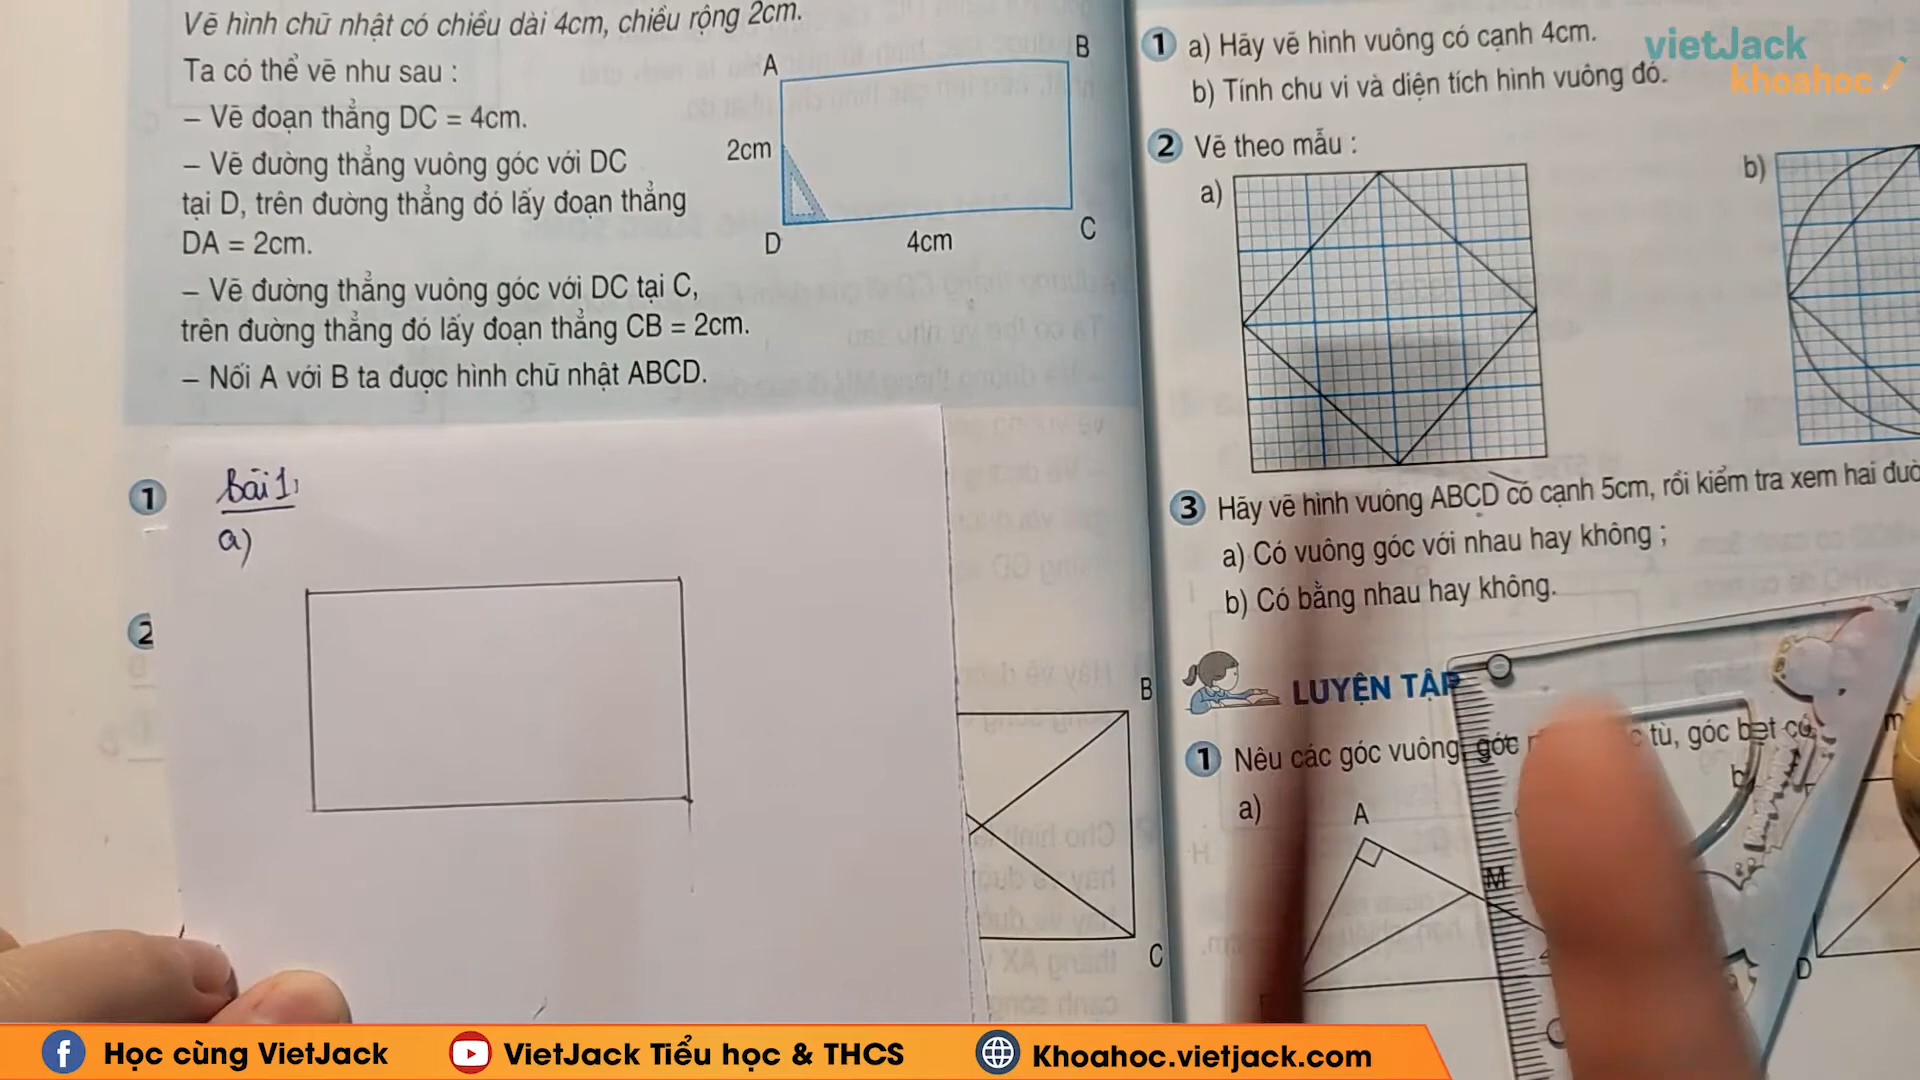 Vẽ hình chữ nhật có chiều dài 4cm, chiều rộng 2cm.
Ta có thể vẽ như sau :
– Vẽ đoạn thẳng DC = 4cm.
– Vẽ đường thẳng vuông góc với DC
tại D, trên đường thẳng đó lấy đoạn thẳng
DA = 2cm.
– Vẽ đường thẳng vuông góc với DC tại C,
trên đường thẳng đó lấy đoạn thẳng CB = 2cm.
– Nối A với B ta được hình chữ nhật ABCD.
A
B
2cm
D
4cm
C
1
Bài 1:
a)
2
B
C
1 a) Hãy vẽ hình vuông có cạnh 4cm.
b) Tính chu vi và diện tích hình vuông đó.
2 Vẽ theo mẫu :
a)
b)
3 Hãy vẽ hình vuông ABCD có cạnh 5cm, rồi kiểm tra xem hai
a) Có vuông góc với nhau hay không ;
b) Có bằng nhau hay không.
LUYỆN TẬP
1 Nêu các góc vuông, góc tù, góc bẹt
a)
A
M
D
vietJack
khoahoc
Học cùng VietJack
VietJack Tiểu học & THCS
Khoahoc.vietjack.com